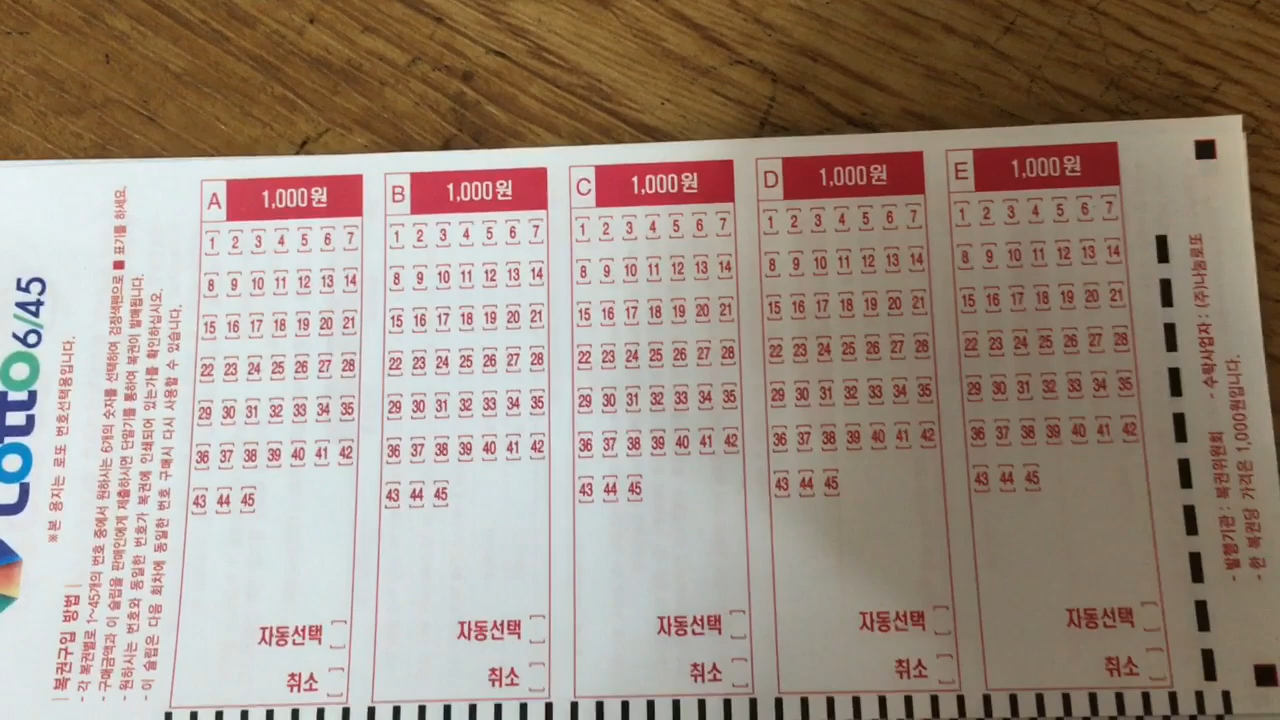 Lotto6/45
※본 용지는 로또 번호선택용입니다.
| 복권구입 방법 |
- 각 복권별로 1~45개의 번호 중에서 원하시는 6개의 숫자를 선택하여 검정색펜으로 ■ 표기를 하세요.
- 구매금액과 이 슬립을 판매인에게 제출하시면 단말기를 통하여 복권이 발매됩니다.
- 원하시는 번호와 동일한 번호가 복권에 인쇄되어 있는가를 확인하십시오.
- 이 슬립은 다음 회차에 동일한 번호 구매시 다시 사용할 수 있습니다.
A 1,000원
1 2 3 4 5 6 7
8 9 10 11 12 13 14
15 16 17 18 19 20 21
22 23 24 25 26 27 28
29 30 31 32 33 34 35
36 37 38 39 40 41 42
43 44 45
자동선택
취소
B 1,000원
1 2 3 4 5 6 7
8 9 10 11 12 13 14
15 16 17 18 19 20 21
22 23 24 25 26 27 28
29 30 31 32 33 34 35
36 37 38 39 40 41 42
43 44 45
자동선택
취소
C 1,000원
1 2 3 4 5 6 7
8 9 10 11 12 13 14
15 16 17 18 19 20 21
22 23 24 25 26 27 28
29 30 31 32 33 34 35
36 37 38 39 40 41 42
43 44 45
자동선택
취소
D 1,000원
1 2 3 4 5 6 7
8 9 10 11 12 13 14
15 16 17 18 19 20 21
22 23 24 25 26 27 28
29 30 31 32 33 34 35
36 37 38 39 40 41 42
43 44 45
자동선택
취소
E 1,000원
1 2 3 4 5 6 7
8 9 10 11 12 13 14
15 16 17 18 19 20 21
22 23 24 25 26 27 28
29 30 31 32 33 34 35
36 37 38 39 40 41 42
43 44 45
자동선택
취소
- 발행기관 : 복권위원회 - 수탁사업자 : (주)나눔로또
- 한 복권당 가격은 1,000원입니다.